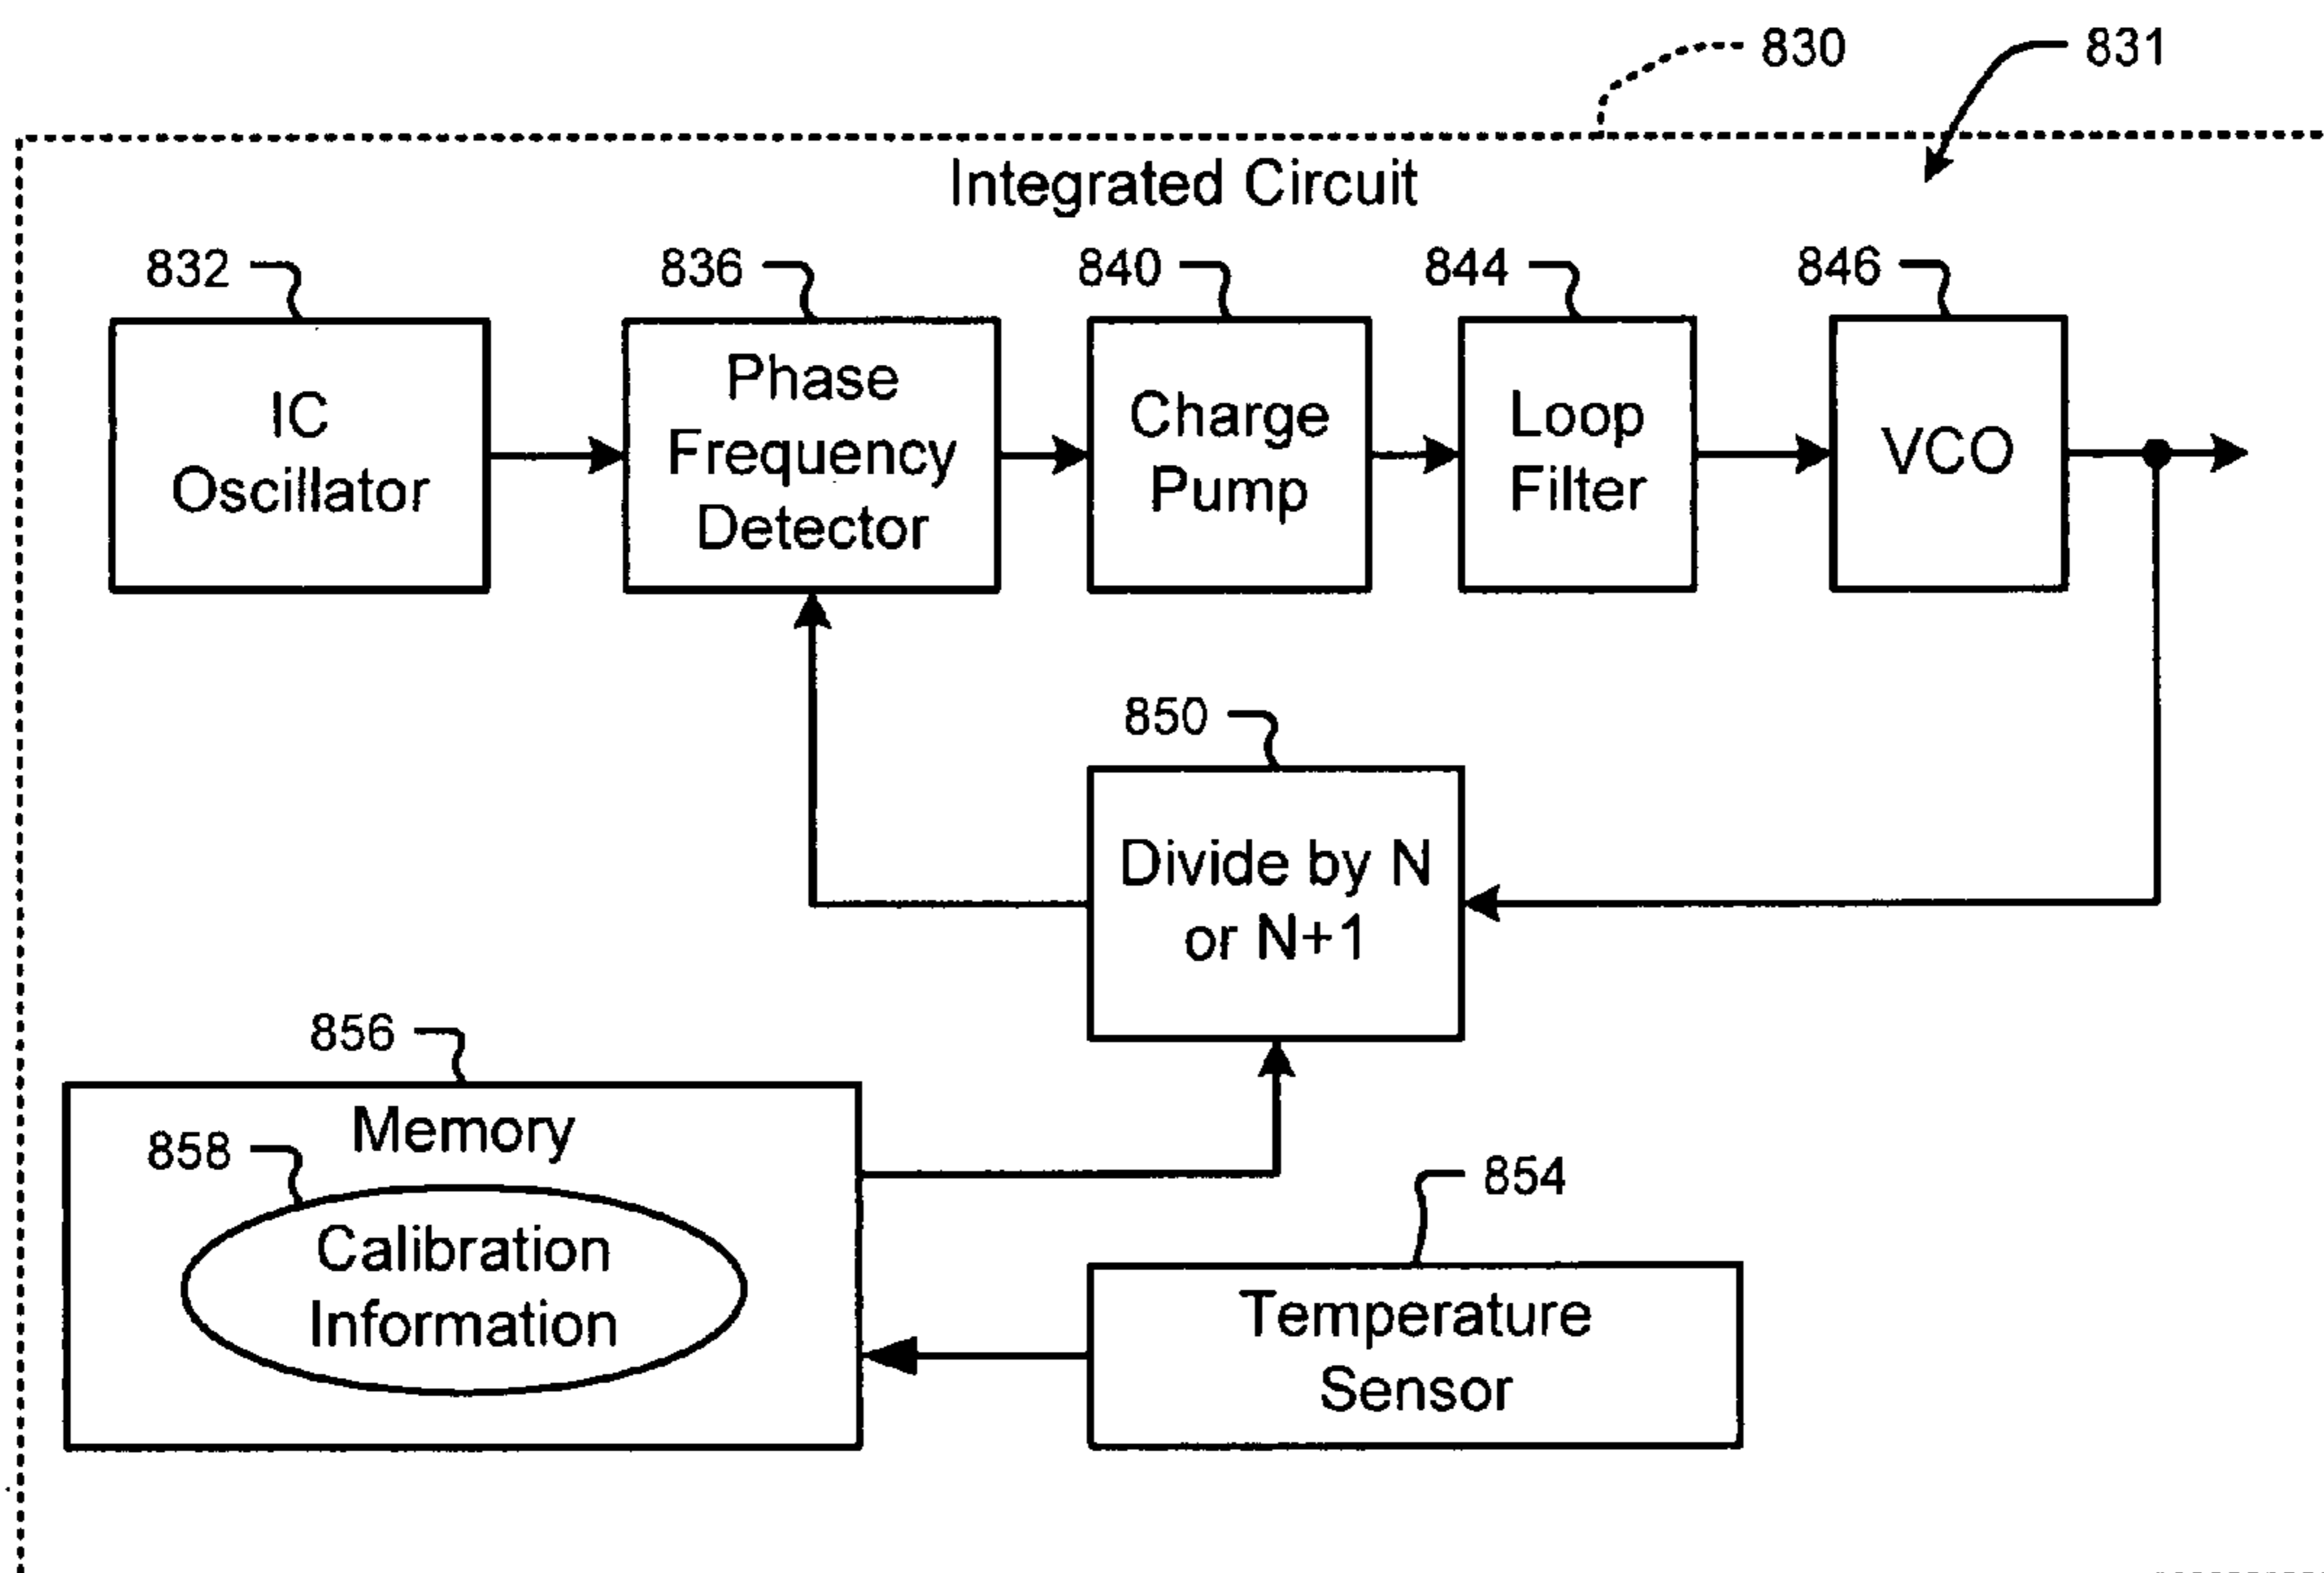 830
831
Integrated Circuit
832
836
840
844
846
IC
Oscillator
Phase
Frequency
Detector
Charge
Pump
Loop
Filter
VCO
850
Divide by N
or N+1
856
Memory
858
Calibration
Information
854
Temperature
Sensor